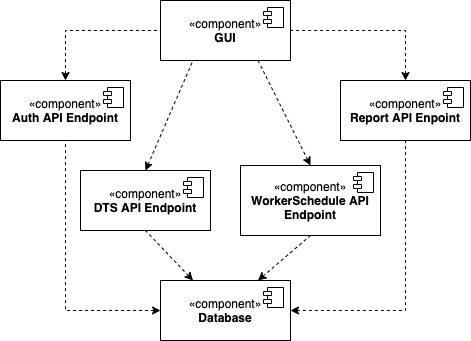 «component»
GUI
«component»
Auth API Endpoint
«component»
Report API Enpoint
«component»
DTS API Endpoint
«component»
WorkerSchedule API
Endpoint
«component»
Database